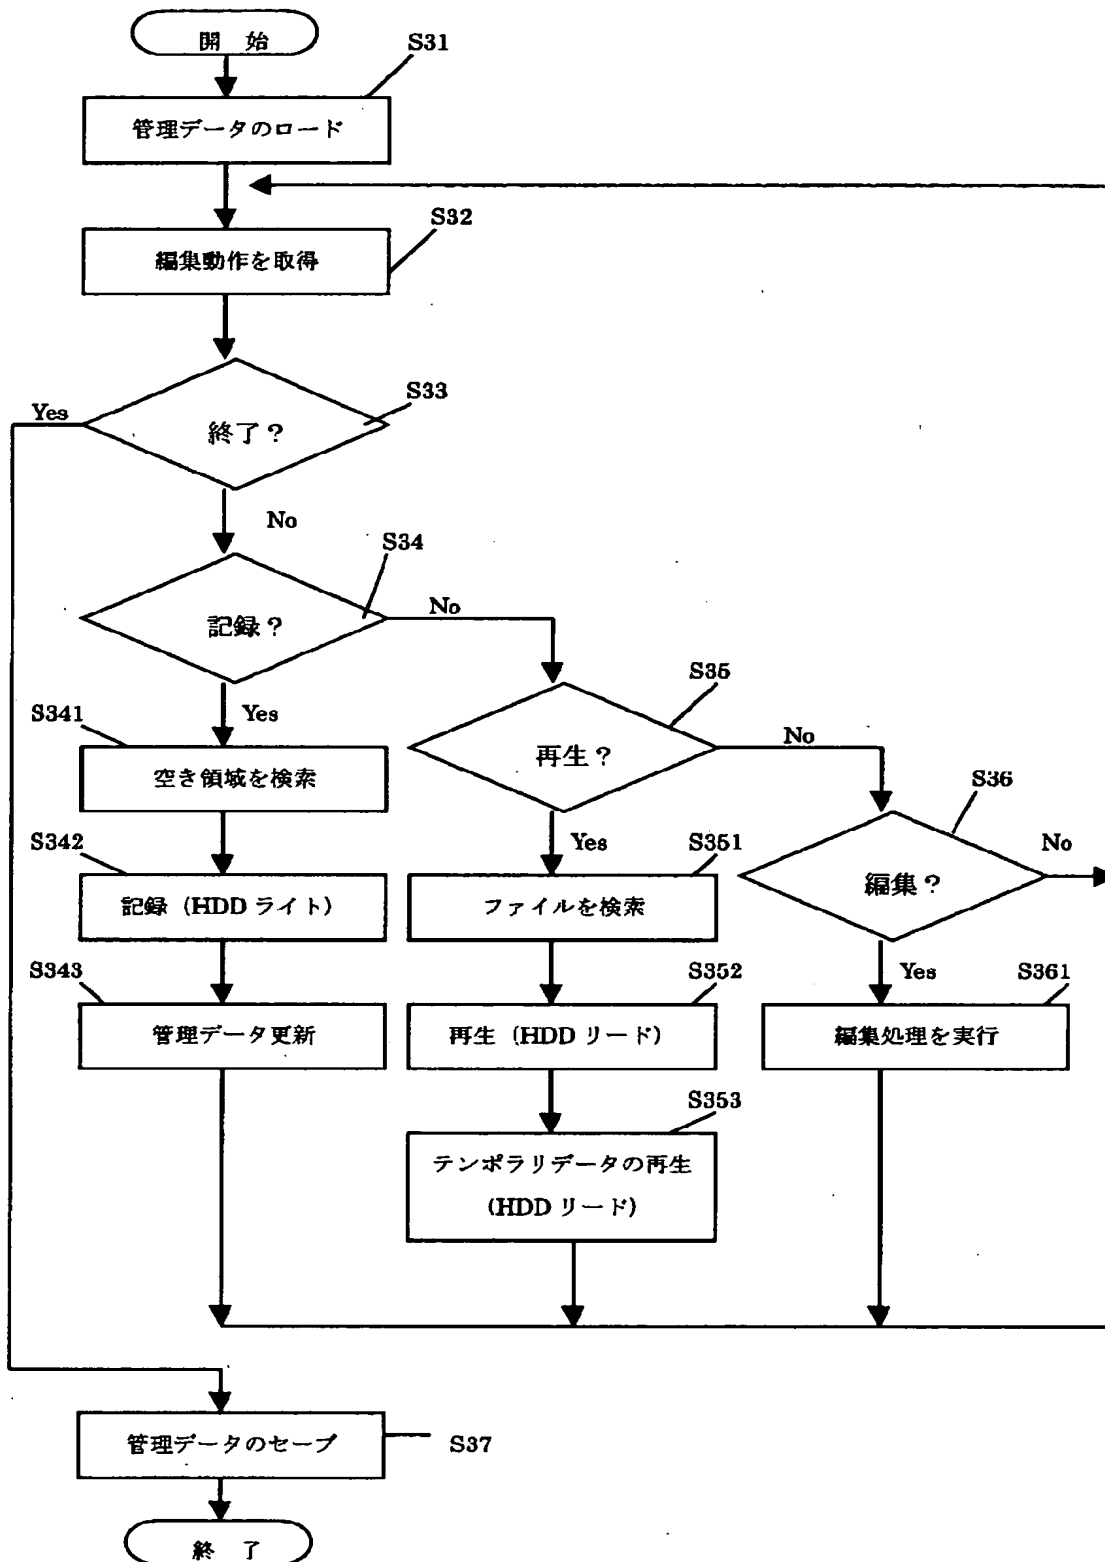 開 始
S31
管理データのロード
S32
編集動作を取得
S33
Yes
終了?
No
S34
記録?
No
S35
S341
Yes
再生?
No
空き領域を検索
S36
S342
Yes
S351
No
記録 (HDD ライト)
ファイルを検索
編集?
S343
S352
Yes
S361
管理データ更新
再生 (HDD リード)
編集処理を実行
S353
テンポラリデータの再生
(HDD リード)
管理データのセーブ
S37
終 了